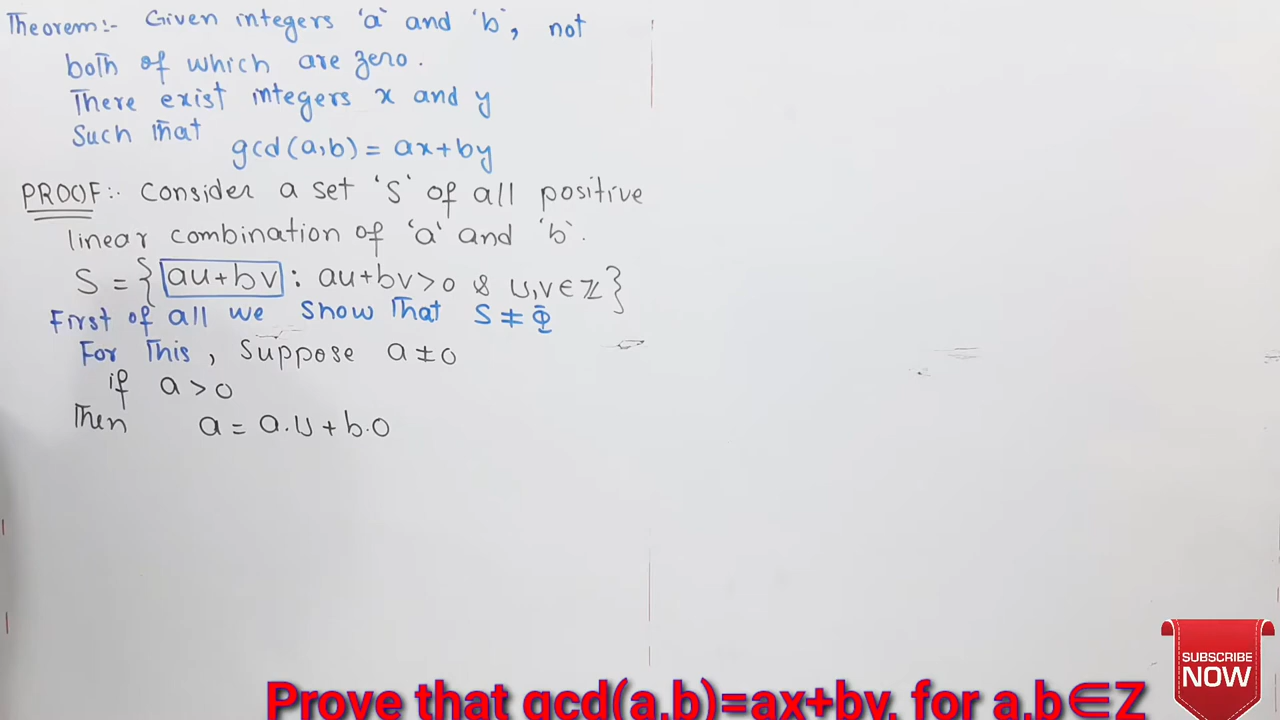 Theorem:- Given integers 'a' and 'b', not
both of which are zero.
There exist integers x and y
Such that
gcd(a,b) = ax+by
PROOF:- Consider a set 'S' of all positive
linear combination of 'a' and 'b'.
S = {au+bv : au+bv>0 & u,v∈ℤ}
First of all we show that S ≠ Φ
For This, Suppose a≠0
if a>0
Then a = a.u+b.0
SUBSCRIBE
NOW
Prove that gcd(a,b)=ax+by, for a,b∈Z